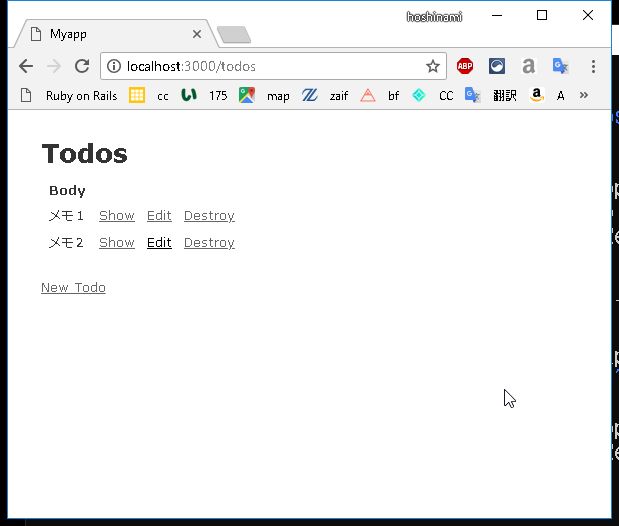 hoshinami
Myapp
localhost:3000/todos
ABP
a
Ruby on Rails cc 175 map zaif bf CC 翻訳 a A »
Todos
Body
メモ1 Show Edit Destroy
メモ2 Show Edit Destroy
New Todo